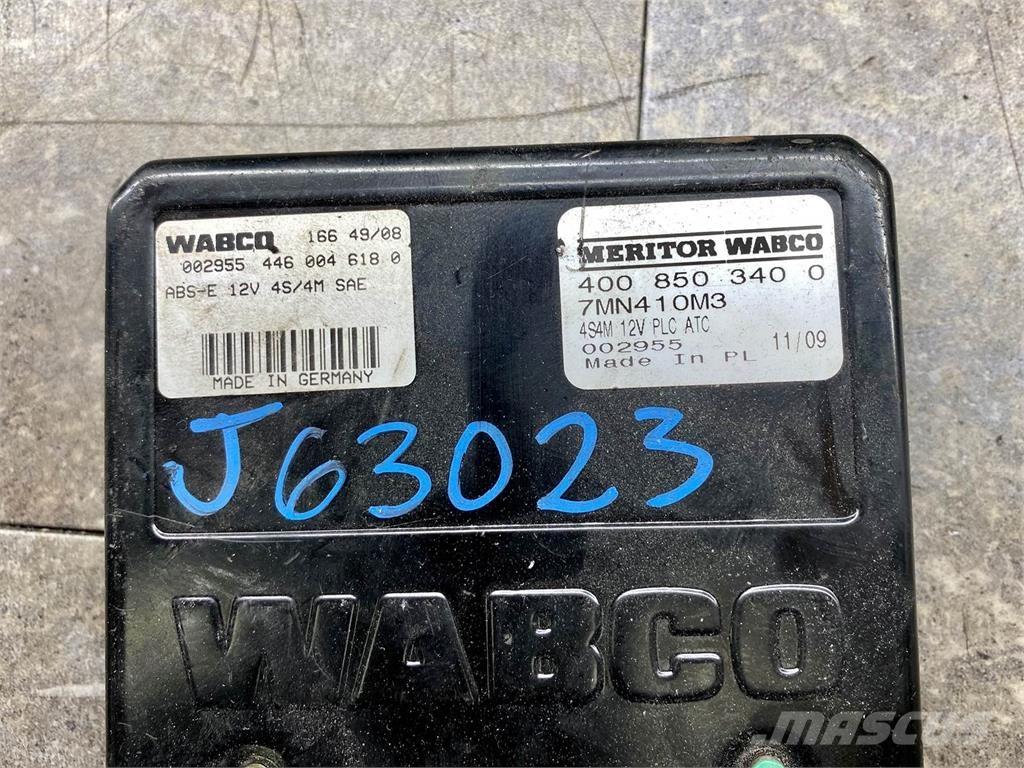 WABCO 166 49/08
002955 446 004 618 0
ABS-E 12V 4S/4M SAE
MADE IN GERMANY
MERITOR WABCO
400 850 340 0
7MN410M3
4S4M 12V PLC ATC
002955 11/09
Made In PL
J63023
WABCO
MASCUS